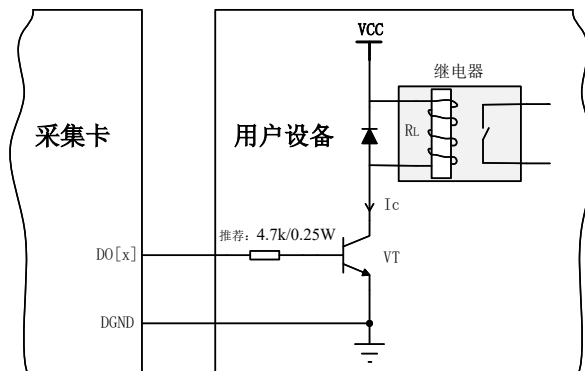 VCC
继电器
采集卡
用户设备
RL
Ic
推荐：4.7k/0.25W
DO[x]
VT
DGND